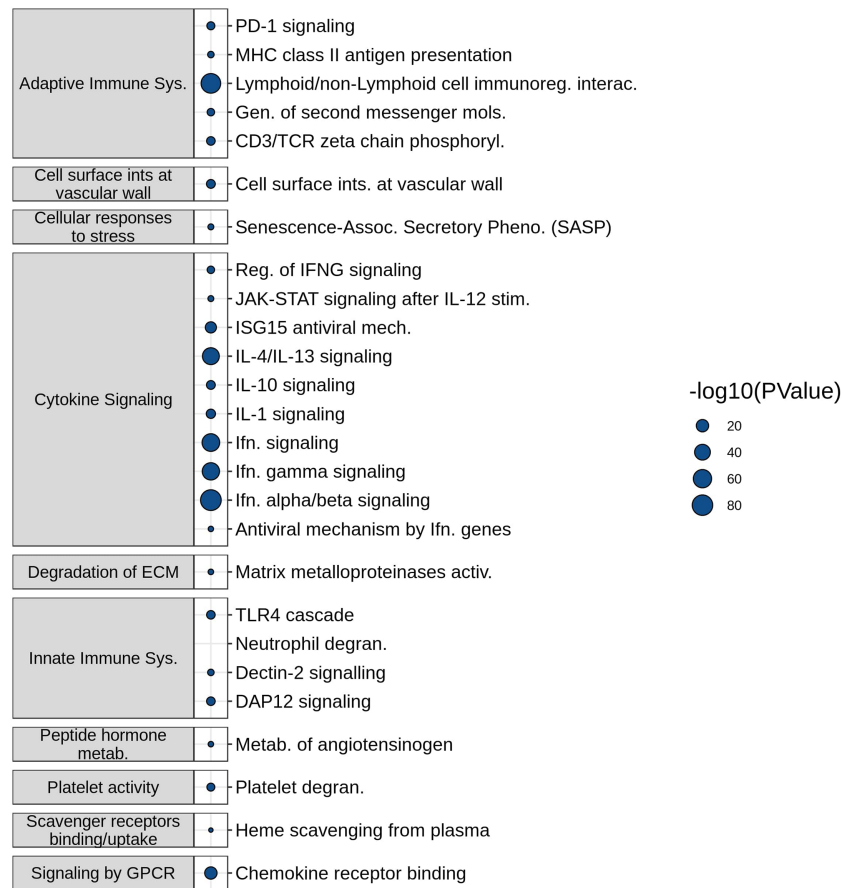 Adaptive Immune Sys.
PD-1 signaling
MHC class II antigen presentation
Lymphoid/non-Lymphoid cell immunoreg. interac.
Gen. of second messenger mols.
CD3/TCR zeta chain phosphoryl.
Cell surface ints at
vascular wall
Cell surface ints. at vascular wall
Cellular responses
to stress
Senescence-Assoc. Secretory Pheno. (SASP)
Cytokine Signaling
Reg. of IFNG signaling
JAK-STAT signaling after IL-12 stim.
ISG15 antiviral mech.
IL-4/IL-13 signaling
IL-10 signaling
IL-1 signaling
Ifn. signaling
Ifn. gamma signaling
Ifn. alpha/beta signaling
Antiviral mechanism by Ifn. genes
Degradation of ECM
Matrix metalloproteinases activ.
Innate Immune Sys.
TLR4 cascade
Neutrophil degran.
Dectin-2 signalling
DAP12 signaling
Peptide hormone
metab.
Metab. of angiotensinogen
Platelet activity
Platelet degran.
Scavenger receptors
binding/uptake
Heme scavenging from plasma
Signaling by GPCR
Chemokine receptor binding
-log10(PValue)
20
40
60
80